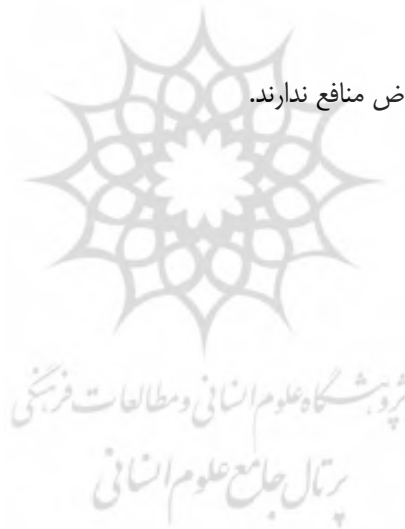 ض منافع ندارند.
پژوهشگاه علوم انسانی و مطالعات فرهنگی
پرتال جامع علوم انسانی